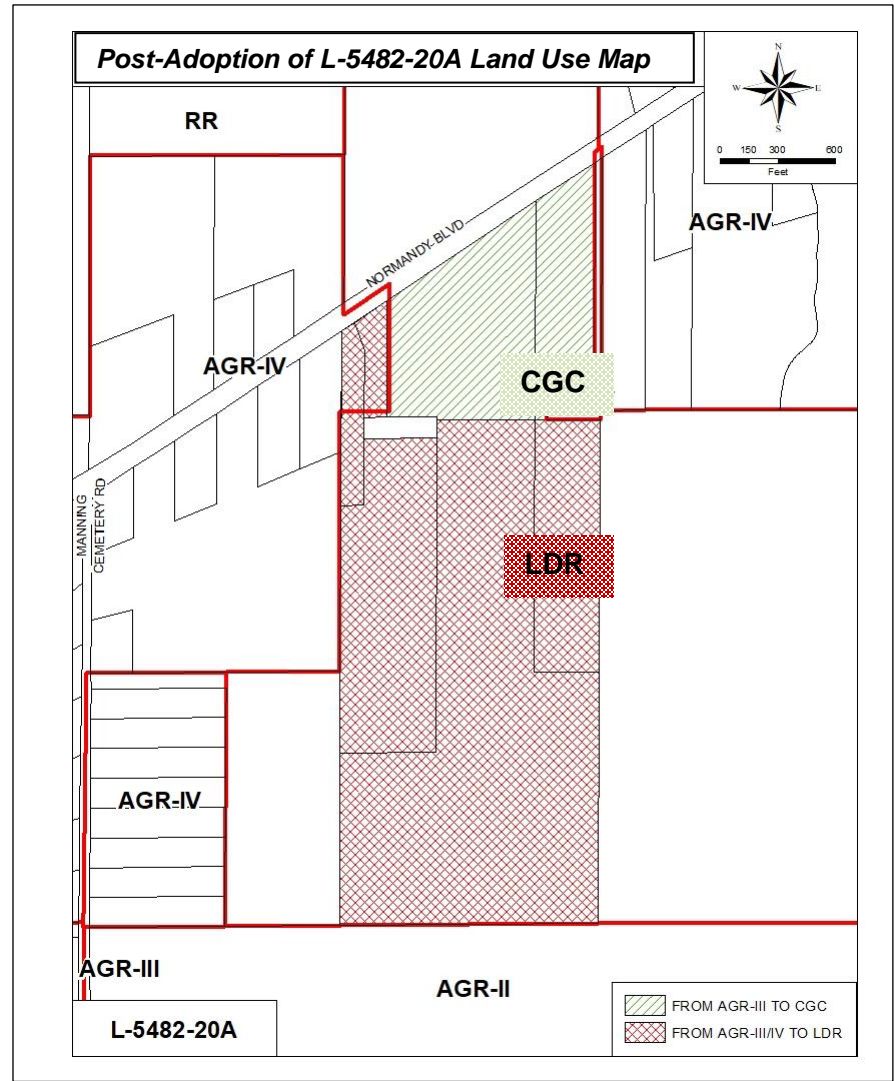 Post-Adoption of L-5482-20A Land Use Map
N
W E
S
0 150 300 600
Feet
RR
NORMANDY BLVD
AGR-IV
AGR-IV
CGC
MANNING
CEMETERY RD
LDR
AGR-IV
AGR-III
AGR-II
L-5482-20A
FROM AGR-III TO CGC
FROM AGR-III/IV TO LDR